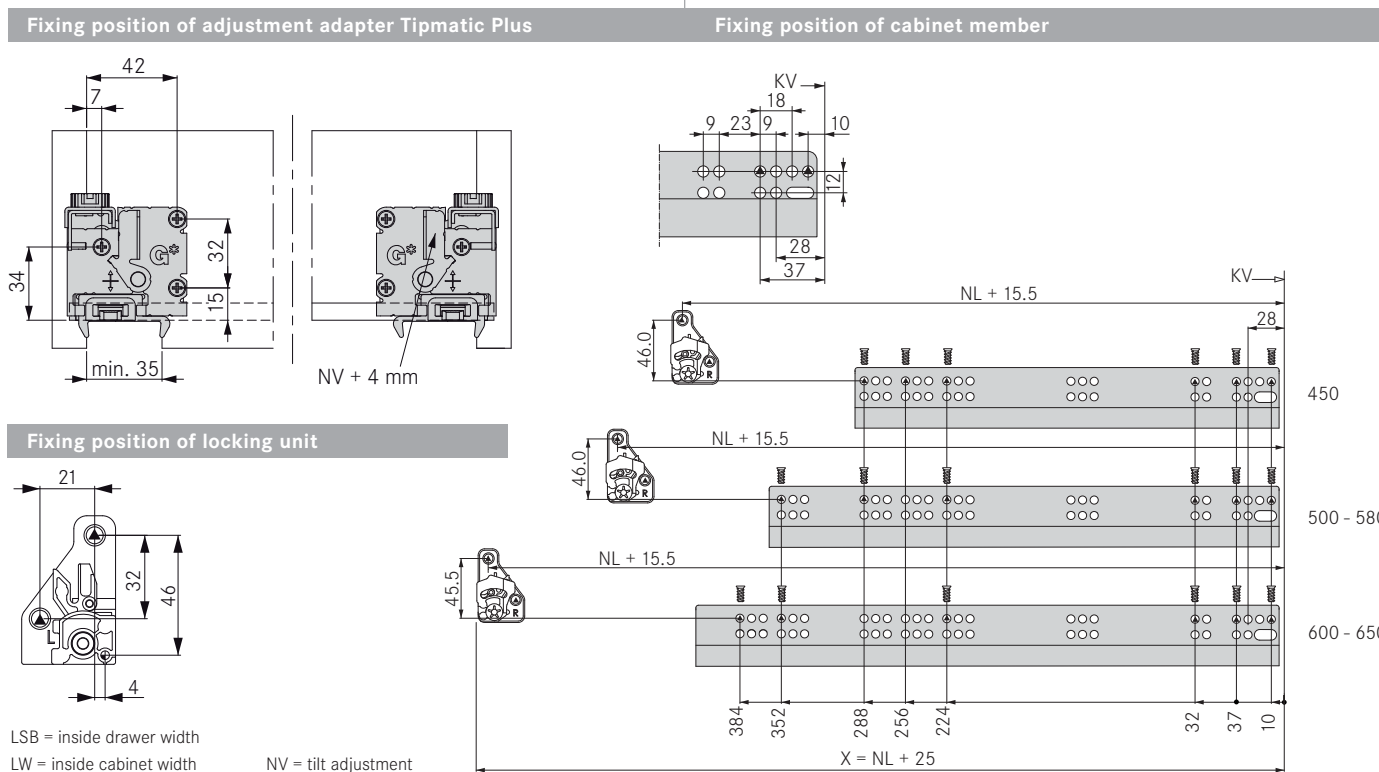 Fixing position of adjustment adapter Tipmatic Plus
42
7
34
32
15
G*
G*
min. 35
NV + 4 mm
Fixing position of locking unit
21
32
46
L
4
LSB = inside drawer width
LW = inside cabinet width
NV = tilt adjustment
Fixing position of cabinet member
KV
18
9
23
9
10
12
28
37
KV
NL + 15.5
28
46.0
R
450
NL + 15.5
46.0
R
500 - 580
NL + 15.5
45.5
R
600 - 650
384
352
288
256
224
32
37
10
X = NL + 25